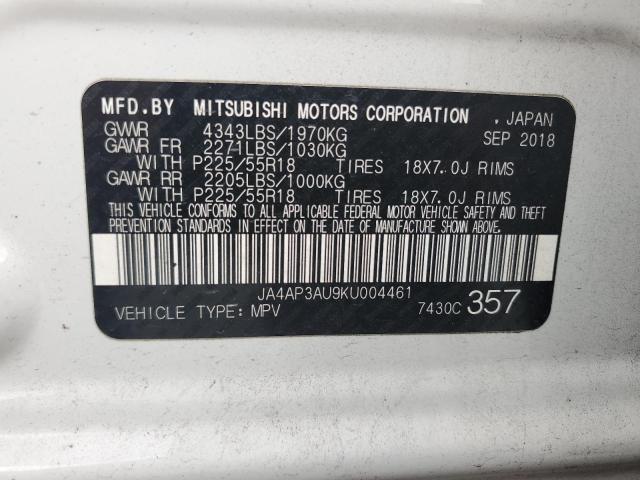 MFD.BY MITSUBISHI MOTORS CORPORATION . JAPAN
GVWR 4343LBS/1970KG SEP 2018
GAWR FR 2271LBS/1030KG
WITH P225/55R18 TIRES 18X7.0J RIMS
GAWR RR 2205LBS/1000KG
WITH P225/55R18 TIRES 18X7.0J RIMS
THIS VEHICLE CONFORMS TO ALL APPLICABLE FEDERAL MOTOR VEHICLE SAFETY AND THEFT
PREVENTION STANDARDS IN EFFECT ON THE DATE OF MANUFACTURE SHOWN ABOVE.
JA4AP3AU9KU004461
VEHICLE TYPE:MPV 7430C 357